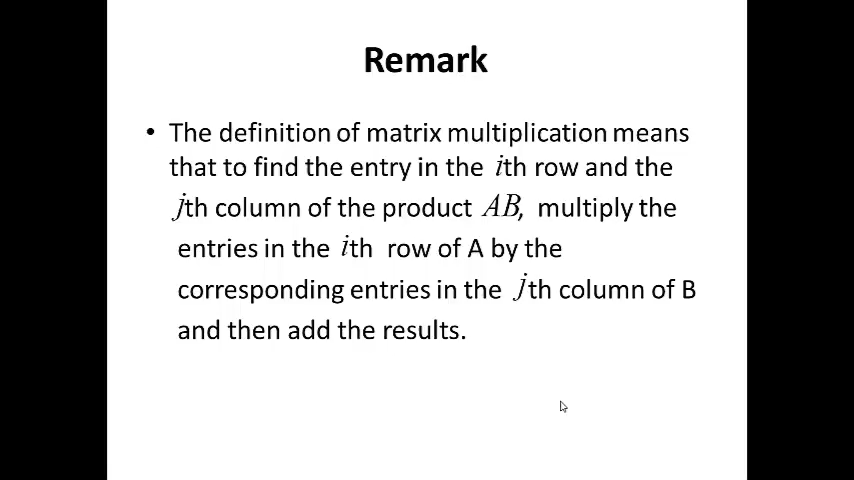 Remark
• The definition of matrix multiplication means
that to find the entry in the ith row and the
jth column of the product AB, multiply the
entries in the ith row of A by the
corresponding entries in the jth column of B
and then add the results.